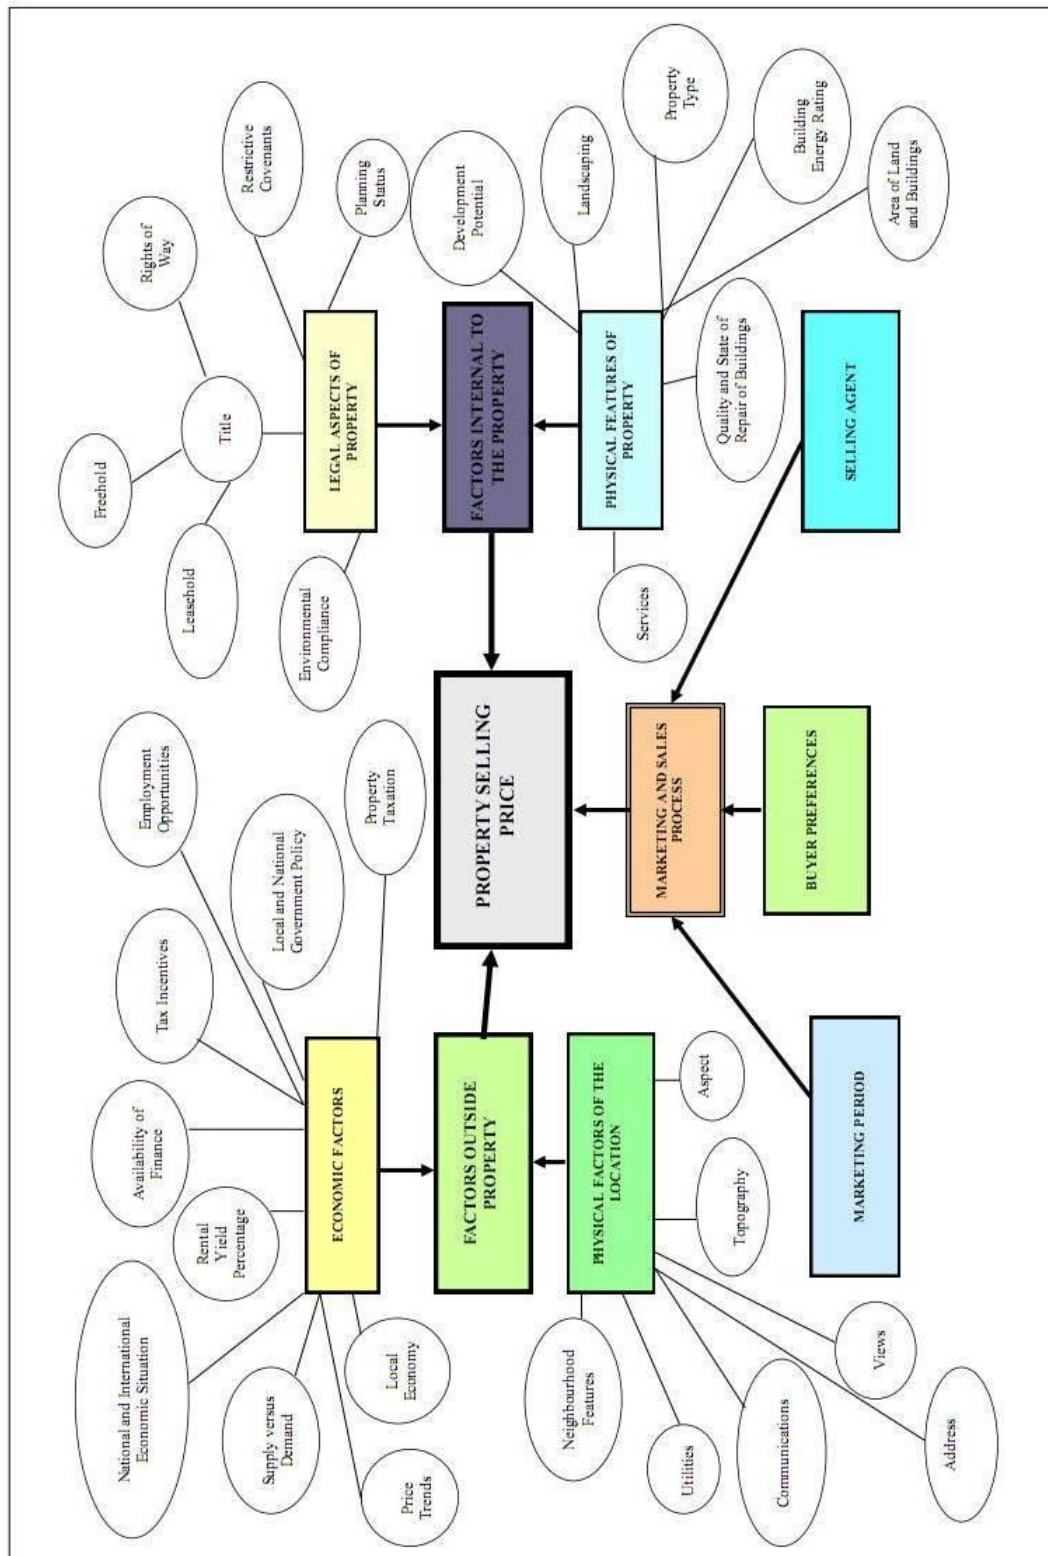 National and International
Economic Situation
Rental
Yield
Percentage
Availability of
Finance
Tax Incentives
Employment
Opportunities
Local and National
Government Policy
Supply versus
Demand
Price
Trends
Local
Economy
ECONOMIC FACTORS
Property
Taxation
Freehold
Leasehold
Title
Rights of
Way
Restrictive
Covenants
Planning
Status
Environmental
Compliance
LEGAL ASPECTS OF
PROPERTY
FACTORS OUTSIDE
PROPERTY
PROPERTY SELLING
PRICE
FACTORS INTERNAL TO
THE PROPERTY
Development
Potential
Neighbourhood
Features
Utilities
Communications
Address
Views
Topography
Aspect
PHYSICAL FACTORS OF THE
LOCATION
MARKETING AND SALES
PROCESS
Services
PHYSICAL FEATURES OF
PROPERTY
Landscaping
Property
Type
Building
Energy Rating
Area of Land
and Buildings
Quality and State of
Repair of Buildings
MARKETING PERIOD
BUYER PREFERENCES
SELLING AGENT